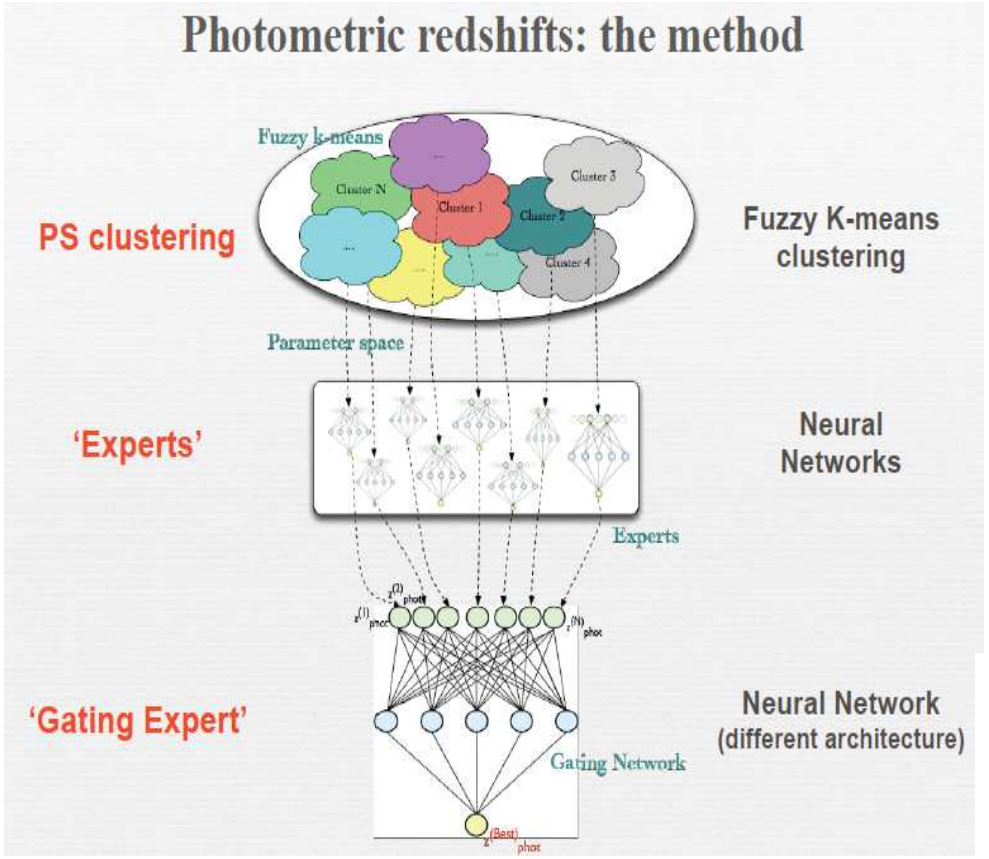 Photometric redshifts: the method
Fuzzy k-means
....
Cluster N
Cluster 1
Cluster 2
Cluster 3
.....
.....
.....
Cluster 4
PS clustering
Fuzzy K-means
clustering
Parameter space
‘Experts’
Neural
Networks
Experts
z(1)phot
z(2)phot
z(N)phot
‘Gating Expert’
Neural Network
(different architecture)
Gating Network
z(Best)phot